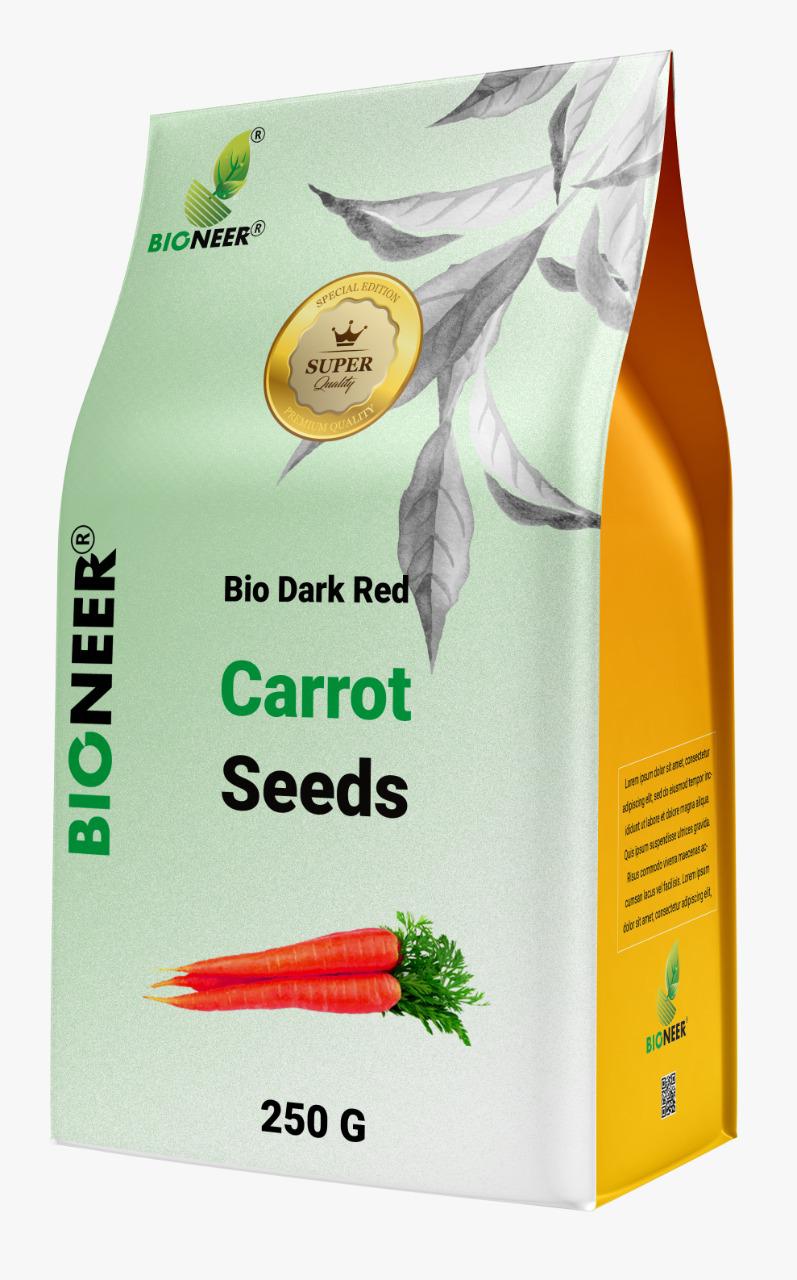 ®
BIONEER®
SPECIAL EDITION
SUPER
Quality
PREMIUM QUALITY
BIONEER®
Bio Dark Red
Carrot
Seeds
250 G
Lorem ipsum dolor sit amet, consectetur
adipiscing elit, sed do eiusmod tempor inc-
ididunt ut labore et dolore magna aliqua.
Quis ipsum suspendisse ultrices gravida.
Risus commodo viverra maecenas ac-
cumsan lacus vel facilisis. Lorem ipsum
dolor sit amet, consectetur adipiscing elit,
BIONEER®